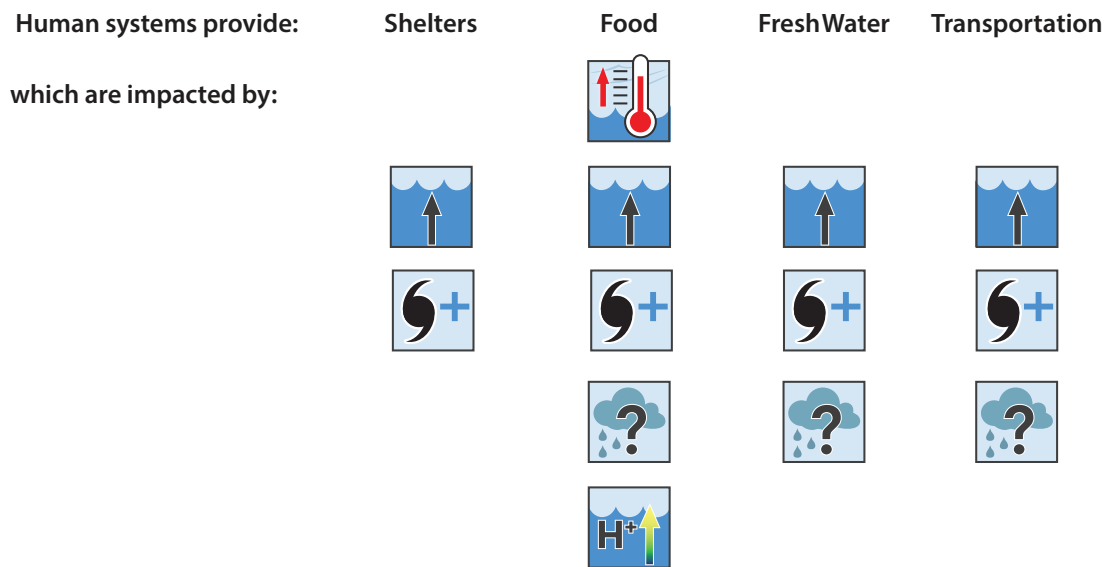 Human systems provide: Shelters Food Fresh Water Transportation
which are impacted by:
+ + + +
? ? ?
H+